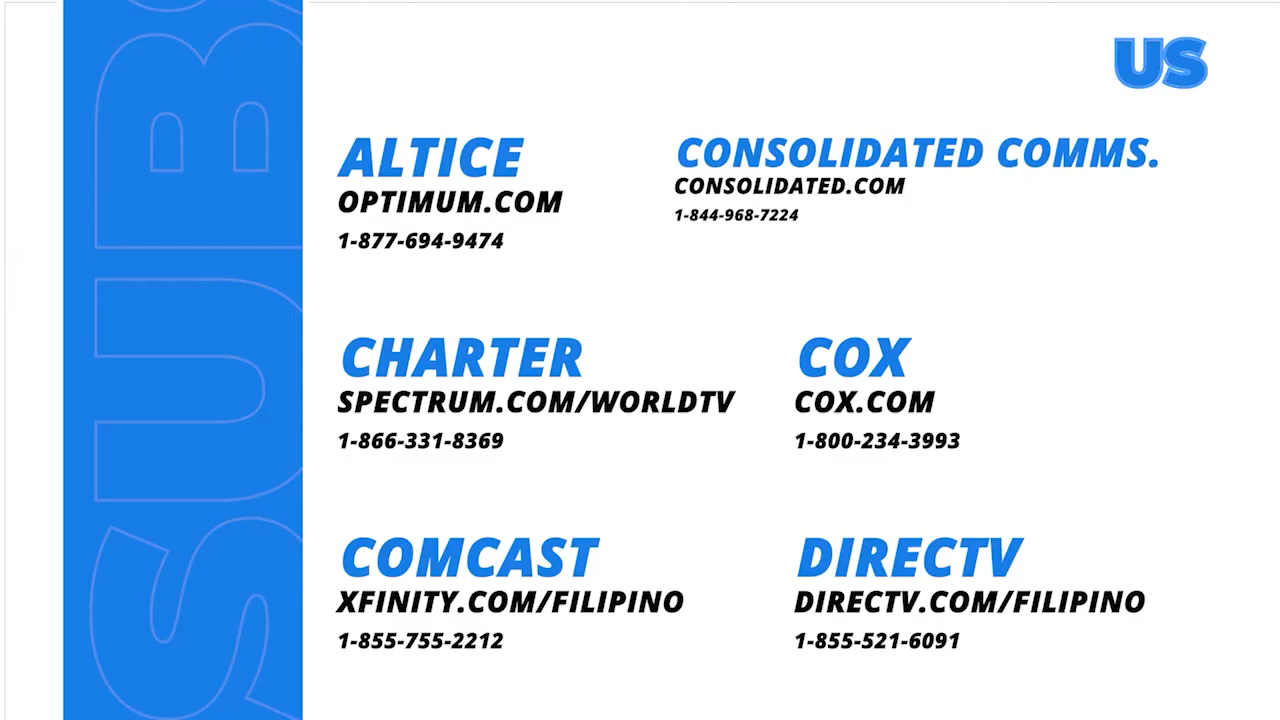 US
ALTICE
OPTIMUM.COM
1-877-694-9474
CONSOLIDATED COMMS.
CONSOLIDATED.COM
1-844-968-7224
CHARTER
SPECTRUM.COM/WORLDTV
1-866-331-8369
COX
COX.COM
1-800-234-3993
COMCAST
XFINITY.COM/FILIPINO
1-855-755-2212
DIRECTV
DIRECTV.COM/FILIPINO
1-855-521-6091
SUB